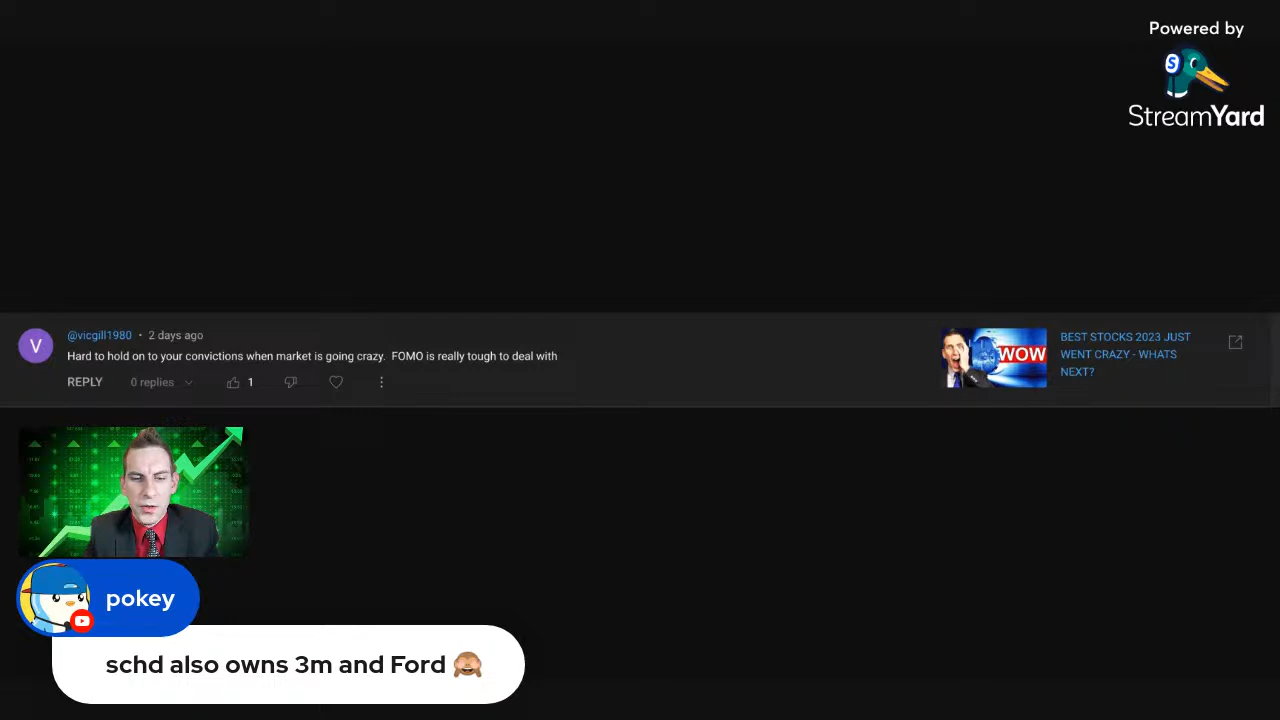 Powered by
S
StreamYard
@vicgill1980 • 2 days ago
V
Hard to hold on to your convictions when market is going crazy.  FOMO is really tough to deal with
REPLY 0 replies 1
WOW
BEST STOCKS 2023 JUST
WENT CRAZY - WHATS
NEXT?
pokey
schd also owns 3m and Ford 🙈